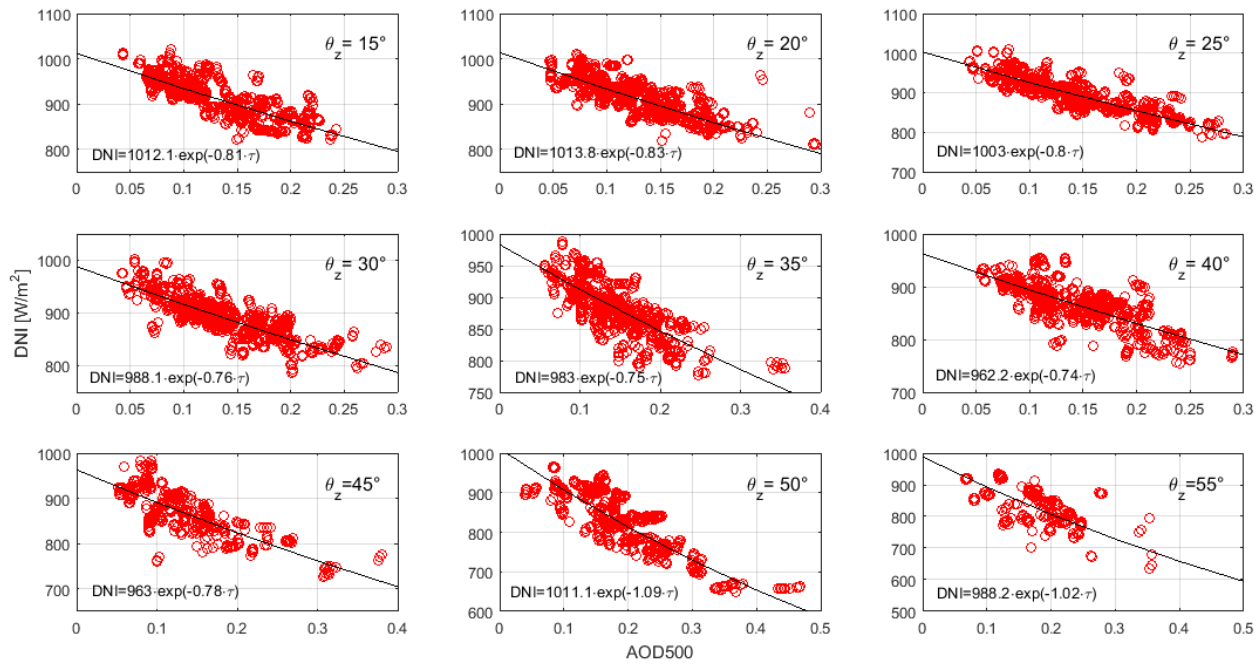 1100
1000
900
800
0 0.05 0.1 0.15 0.2 0.25 0.3
θz= 15°
DNI=1012.1·exp(-0.81·τ)
1100
1000
900
800
0 0.05 0.1 0.15 0.2 0.25 0.3
θz= 20°
DNI=1013.8·exp(-0.83·τ)
1100
1000
900
800
700
0 0.05 0.1 0.15 0.2 0.25 0.3
θz= 25°
DNI=1003·exp(-0.8·τ)
DNI [W/m²]
1000
900
800
0 0.05 0.1 0.15 0.2 0.25 0.3
θz= 30°
DNI=988.1·exp(-0.76·τ)
1000
950
900
850
800
750
0 0.1 0.2 0.3 0.4
θz= 35°
DNI=983·exp(-0.75·τ)
1000
900
800
700
0 0.05 0.1 0.15 0.2 0.25 0.3
θz= 40°
DNI=962.2·exp(-0.74·τ)
1000
900
800
700
0 0.1 0.2 0.3 0.4
θz=45°
DNI=963·exp(-0.78·τ)
1000
900
800
700
600
0 0.1 0.2 0.3 0.4 0.5
θz= 50°
DNI=1011.1·exp(-1.09·τ)
1000
900
800
700
600
500
0 0.1 0.2 0.3 0.4 0.5
θz=55°
DNI=988.2·exp(-1.02·τ)
AOD500